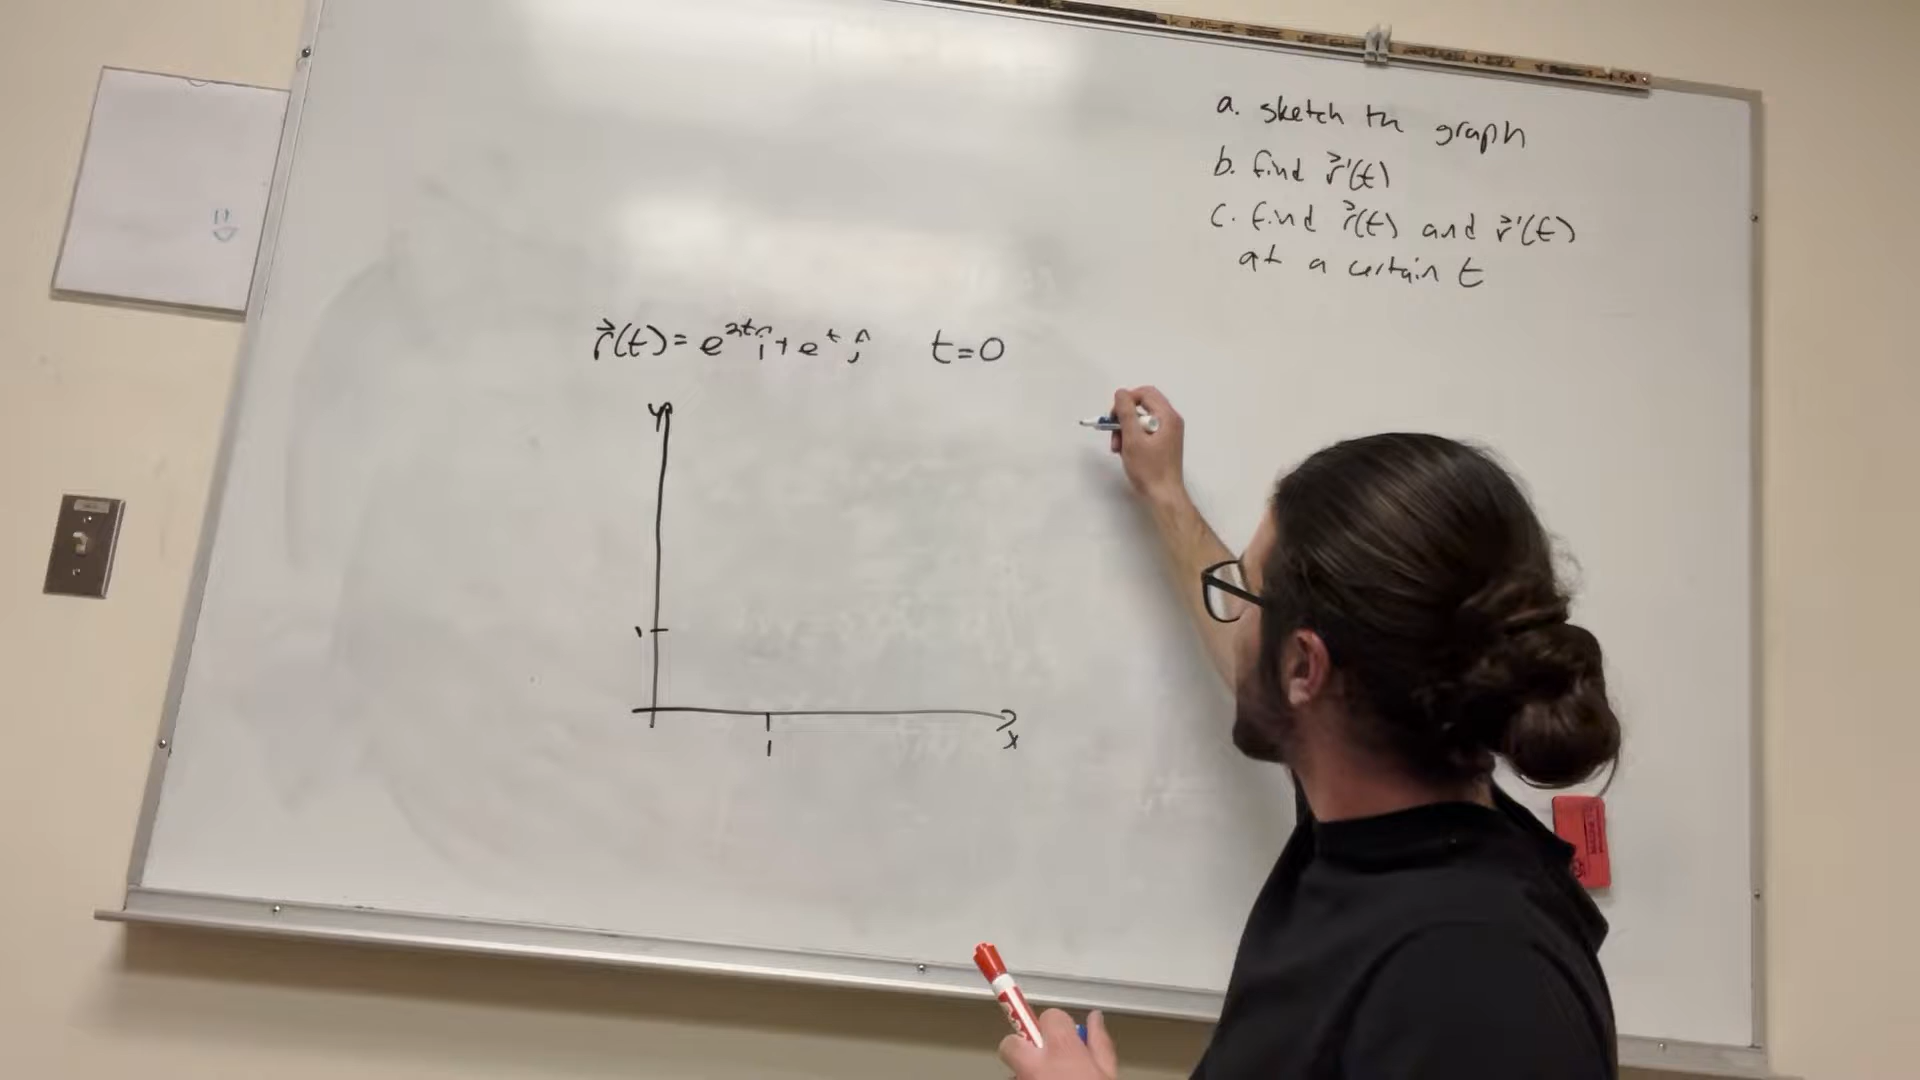 a. sketch the graph
b. find r⃗'(t)
c. find r⃗(t) and r⃗'(t)
at a certain t
r⃗(t) = e^{2t} î + e^t ĵ t=0
y
1
1
x